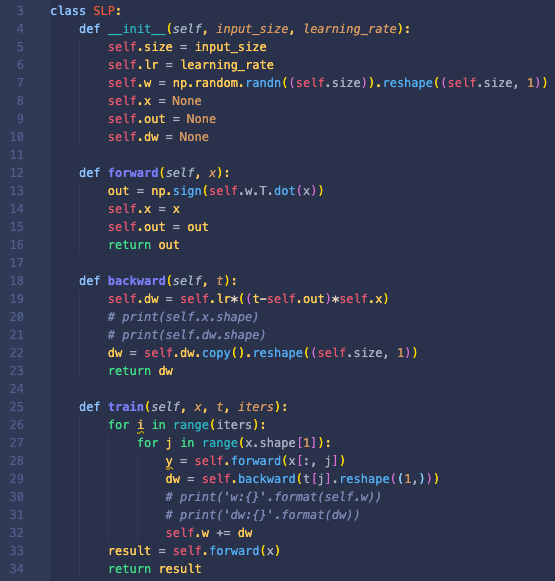 3 class SLP:
4     def __init__(self, input_size, learning_rate):
5         self.size = input_size
6         self.lr = learning_rate
7         self.w = np.random.randn((self.size)).reshape((self.size, 1))
8         self.x = None
9         self.out = None
10         self.dw = None
11
12     def forward(self, x):
13         out = np.sign(self.w.T.dot(x))
14         self.x = x
15         self.out = out
16         return out
17
18     def backward(self, t):
19         self.dw = self.lr*((t-self.out)*self.x)
20         # print(self.x.shape)
21         # print(self.dw.shape)
22         dw = self.dw.copy().reshape((self.size, 1))
23         return dw
24
25     def train(self, x, t, iters):
26         for i in range(iters):
27             for j in range(x.shape[1]):
28                 y = self.forward(x[:, j])
29                 dw = self.backward(t[j].reshape((1,)))
30                 # print('w:{}'.format(self.w))
31                 # print('dw:{}'.format(dw))
32                 self.w += dw
33         result = self.forward(x)
34         return result